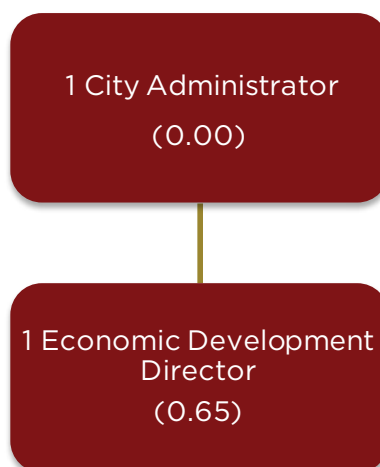 1 City Administrator
(0.00)
1 Economic Development
Director
(0.65)